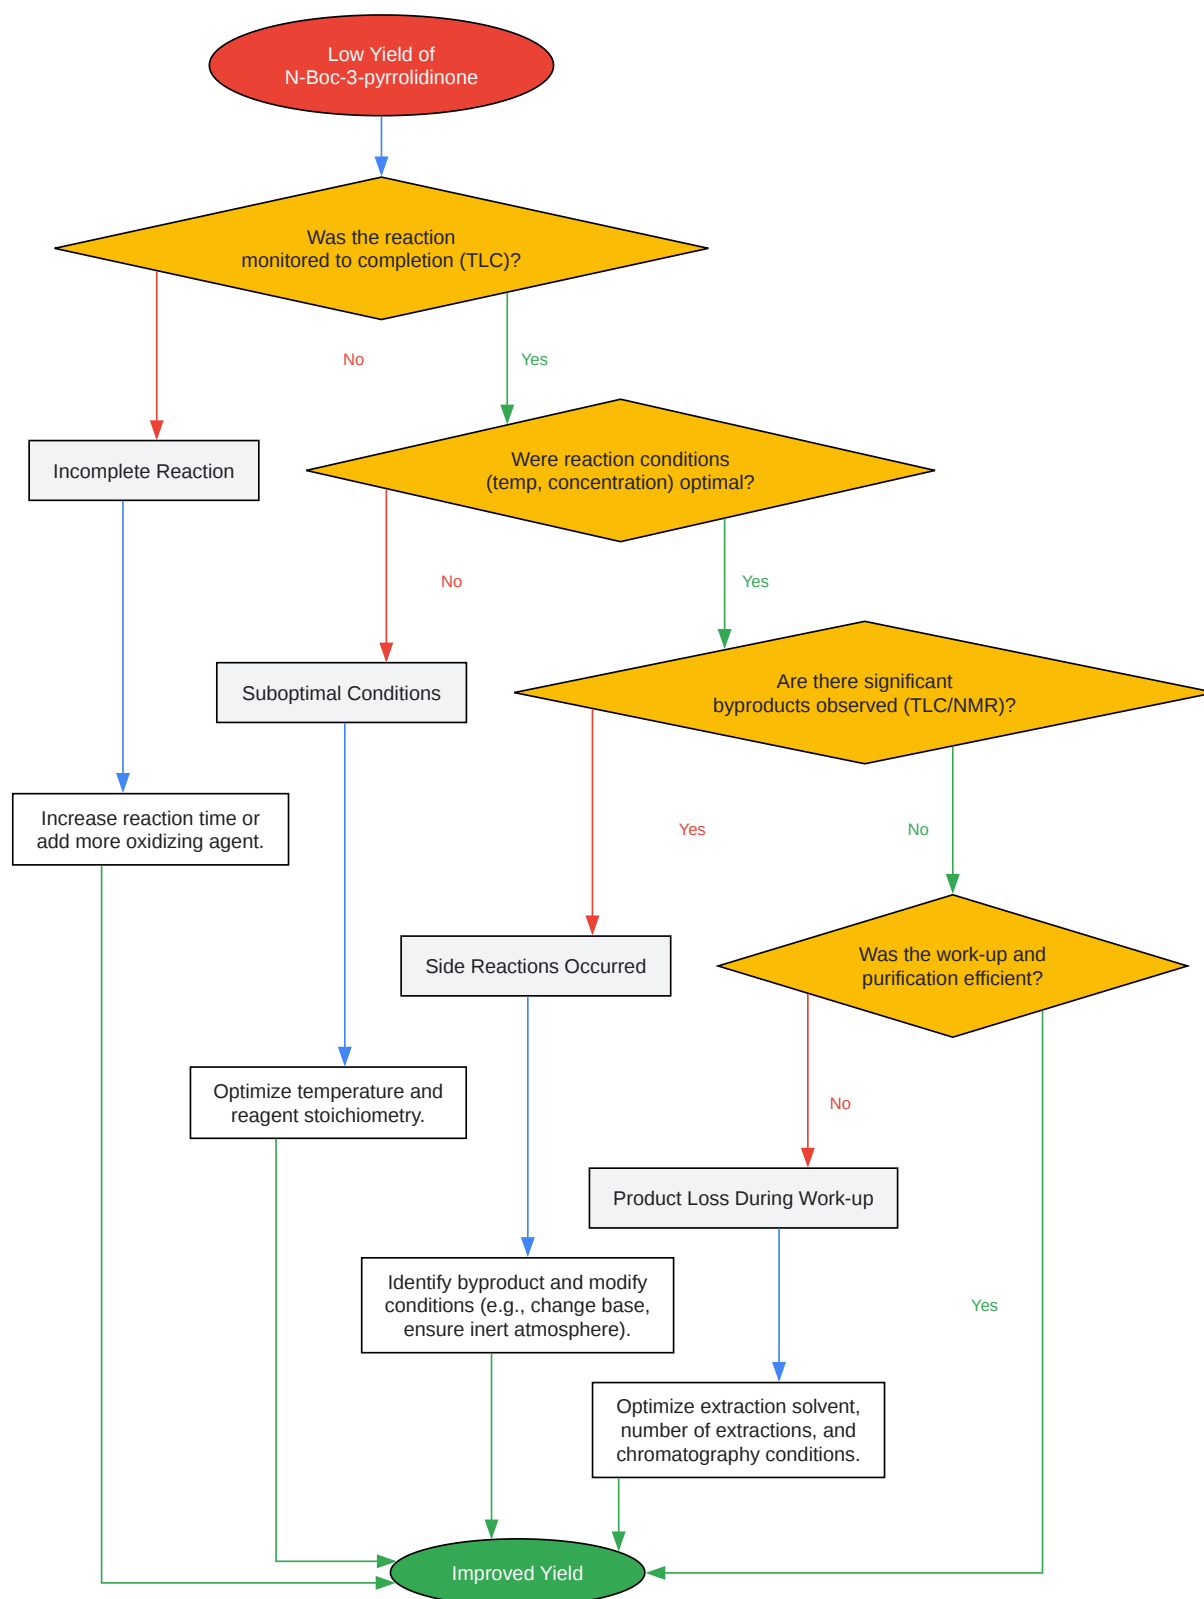 Low Yield of
N-Boc-3-pyrrolidinone
Was the reaction
monitored to completion (TLC)?
No
Yes
Incomplete Reaction
Were reaction conditions
(temp, concentration) optimal?
No
Yes
Suboptimal Conditions
Are there significant
byproducts observed (TLC/NMR)?
Increase reaction time or
add more oxidizing agent.
Yes
No
Side Reactions Occurred
Was the work-up and
purification efficient?
Optimize temperature and
reagent stoichiometry.
No
Product Loss During Work-up
Identify byproduct and modify
conditions (e.g., change base,
ensure inert atmosphere).
Yes
Optimize extraction solvent,
number of extractions, and
chromatography conditions.
Improved Yield